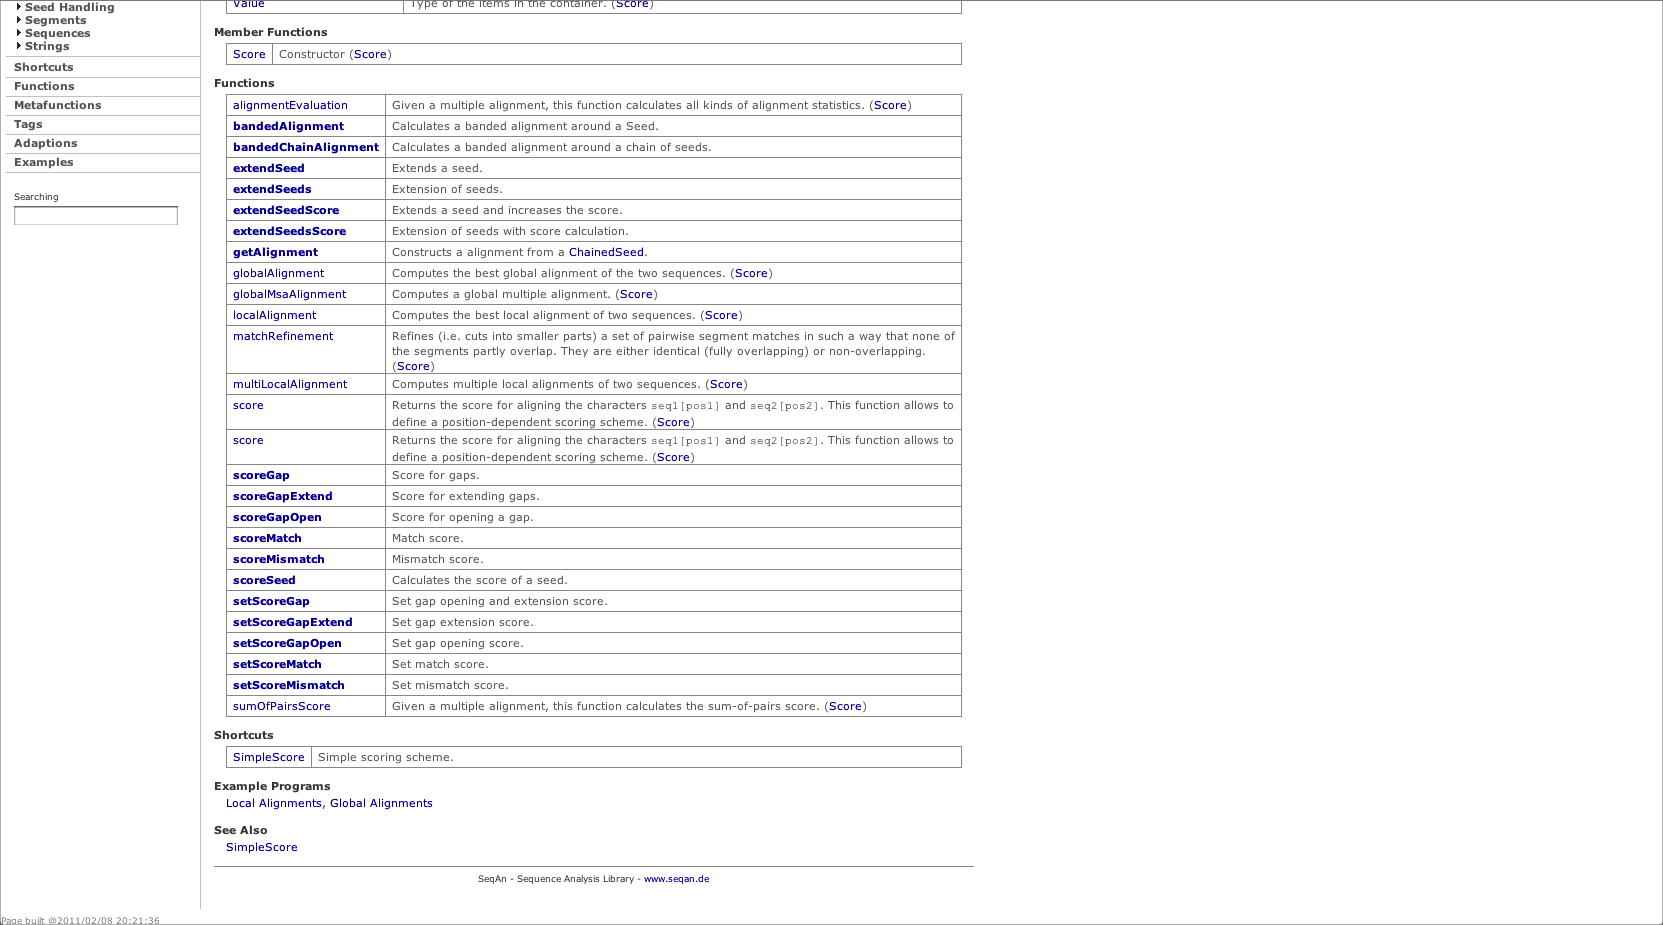 Seed Handling
Segments
Sequences
Strings
Shortcuts
Functions
Metafunctions
Tags
Adaptions
Examples
Searching
Value Type of the items in the container. (Score)
Member Functions
Score Constructor (Score)
Functions
alignmentEvaluation Given a multiple alignment, this function calculates all kinds of alignment statistics. (Score)
bandedAlignment Calculates a banded alignment around a Seed.
bandedChainAlignment Calculates a banded alignment around a chain of seeds.
extendSeed Extends a seed.
extendSeeds Extension of seeds.
extendSeedScore Extends a seed and increases the score.
extendSeedsScore Extension of seeds with score calculation.
getAlignment Constructs a alignment from a ChainedSeed.
globalAlignment Computes the best global alignment of the two sequences. (Score)
globalMsaAlignment Computes a global multiple alignment. (Score)
localAlignment Computes the best local alignment of two sequences. (Score)
matchRefinement Refines (i.e. cuts into smaller parts) a set of pairwise segment matches in such a way that none of
the segments partly overlap. They are either identical (fully overlapping) or non-overlapping.
(Score)
multiLocalAlignment Computes multiple local alignments of two sequences. (Score)
score Returns the score for aligning the characters seq1[pos1] and seq2[pos2]. This function allows to
define a position-dependent scoring scheme. (Score)
score Returns the score for aligning the characters seq1[pos1] and seq2[pos2]. This function allows to
define a position-dependent scoring scheme. (Score)
scoreGap Score for gaps.
scoreGapExtend Score for extending gaps.
scoreGapOpen Score for opening a gap.
scoreMatch Match score.
scoreMismatch Mismatch score.
scoreSeed Calculates the score of a seed.
setScoreGap Set gap opening and extension score.
setScoreGapExtend Set gap extension score.
setScoreGapOpen Set gap opening score.
setScoreMatch Set match score.
setScoreMismatch Set mismatch score.
sumOfPairsScore Given a multiple alignment, this function calculates the sum-of-pairs score. (Score)
Shortcuts
SimpleScore Simple scoring scheme.
Example Programs
Local Alignments, Global Alignments
See Also
SimpleScore
SeqAn - Sequence Analysis Library - www.seqan.de
Page built @2011/02/08 20:21:36